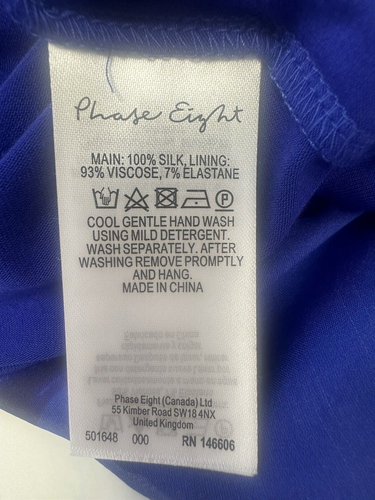 Phase Eight
MAIN: 100% SILK, LINING:
93% VISCOSE, 7% ELASTANE
P
COOL GENTLE HAND WASH
USING MILD DETERGENT.
WASH SEPARATELY. AFTER
WASHING REMOVE PROMPTLY
AND HANG.
MADE IN CHINA
Phase Eight (Canada) Ltd
55 Kimber Road SW18 4NX
United Kingdom
501648 000 RN 146606